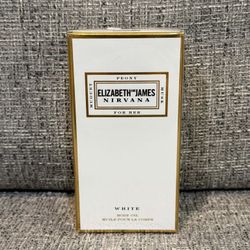 PEONY
MUGUET
ELIZABETH AND JAMES
NIRVANA
MUSK
FOR HER
WHITE
BODY OIL
HUILE POUR LE CORPS